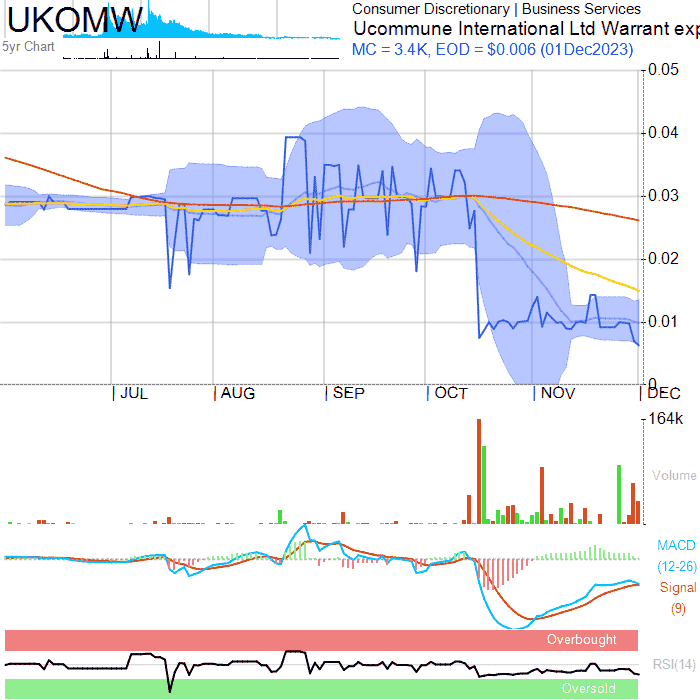 UKOMW
5yr Chart
Consumer Discretionary | Business Services
Ucommune International Ltd Warrant exp
MC = 3.4K, EOD = $0.006 (01Dec2023)
0.05
0.04
0.03
0.02
0.01
0
JUL AUG SEP OCT NOV DEC
164k
Volume
MACD
(12-26)
Signal
(9)
Overbought
RSI(14)
Oversold